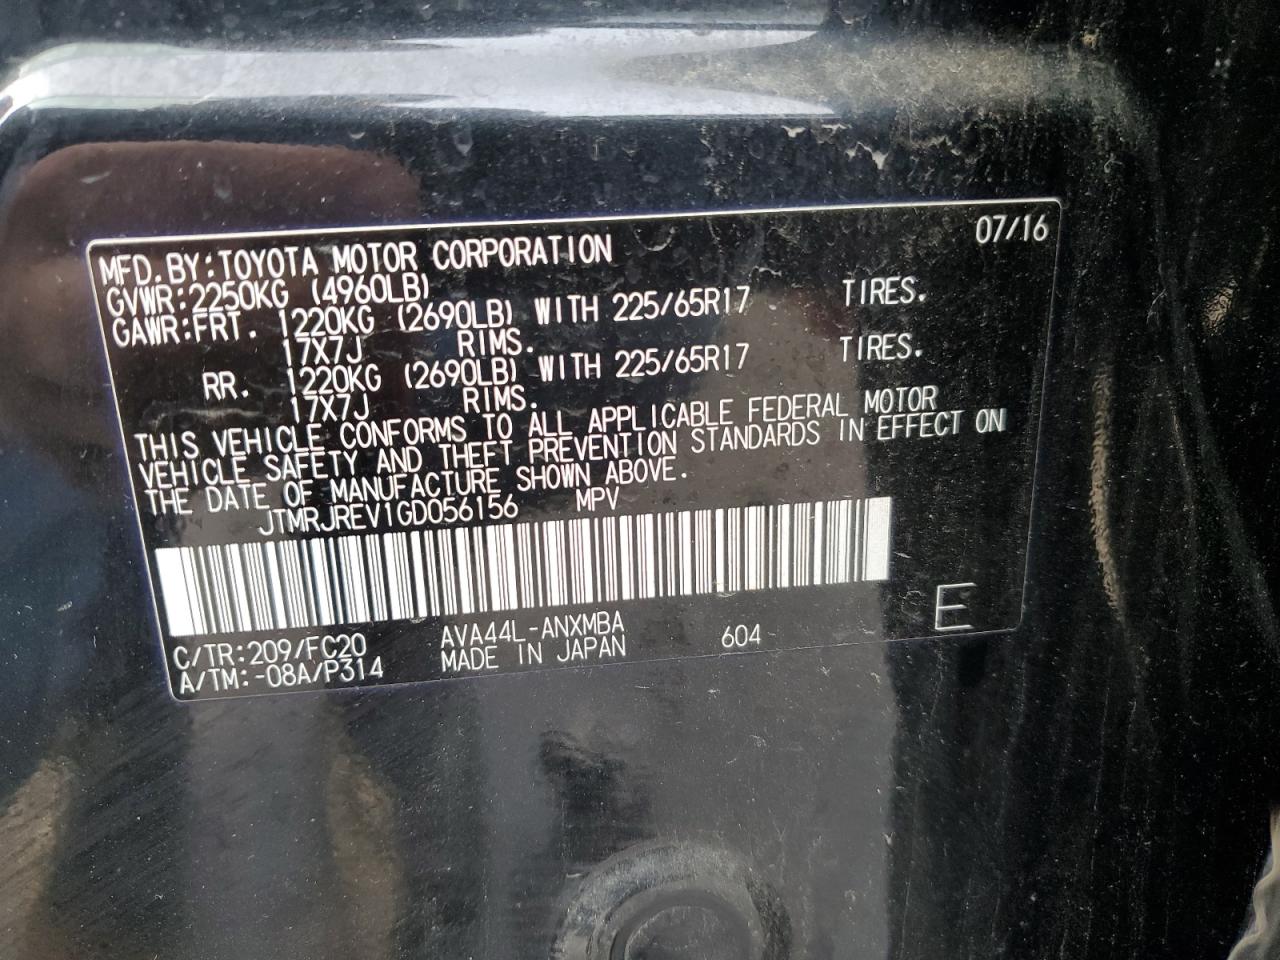 07/16
MFD.BY:TOYOTA MOTOR CORPORATION
GVWR:2250KG (4960LB)
GAWR:FRT. 1220KG (2690LB) WITH 225/65R17 TIRES.
17X7J RIMS.
RR. 1220KG (2690LB) WITH 225/65R17 TIRES.
17X7J RIMS.
THIS VEHICLE CONFORMS TO ALL APPLICABLE FEDERAL MOTOR
VEHICLE SAFETY AND THEFT PREVENTION STANDARDS IN EFFECT ON
THE DATE OF MANUFACTURE SHOWN ABOVE.
JTMRJREV1GD056156 MPV
C/TR:209/FC20 AVA44L-ANXMBA 604 E
A/TM:-08A/P314 MADE IN JAPAN